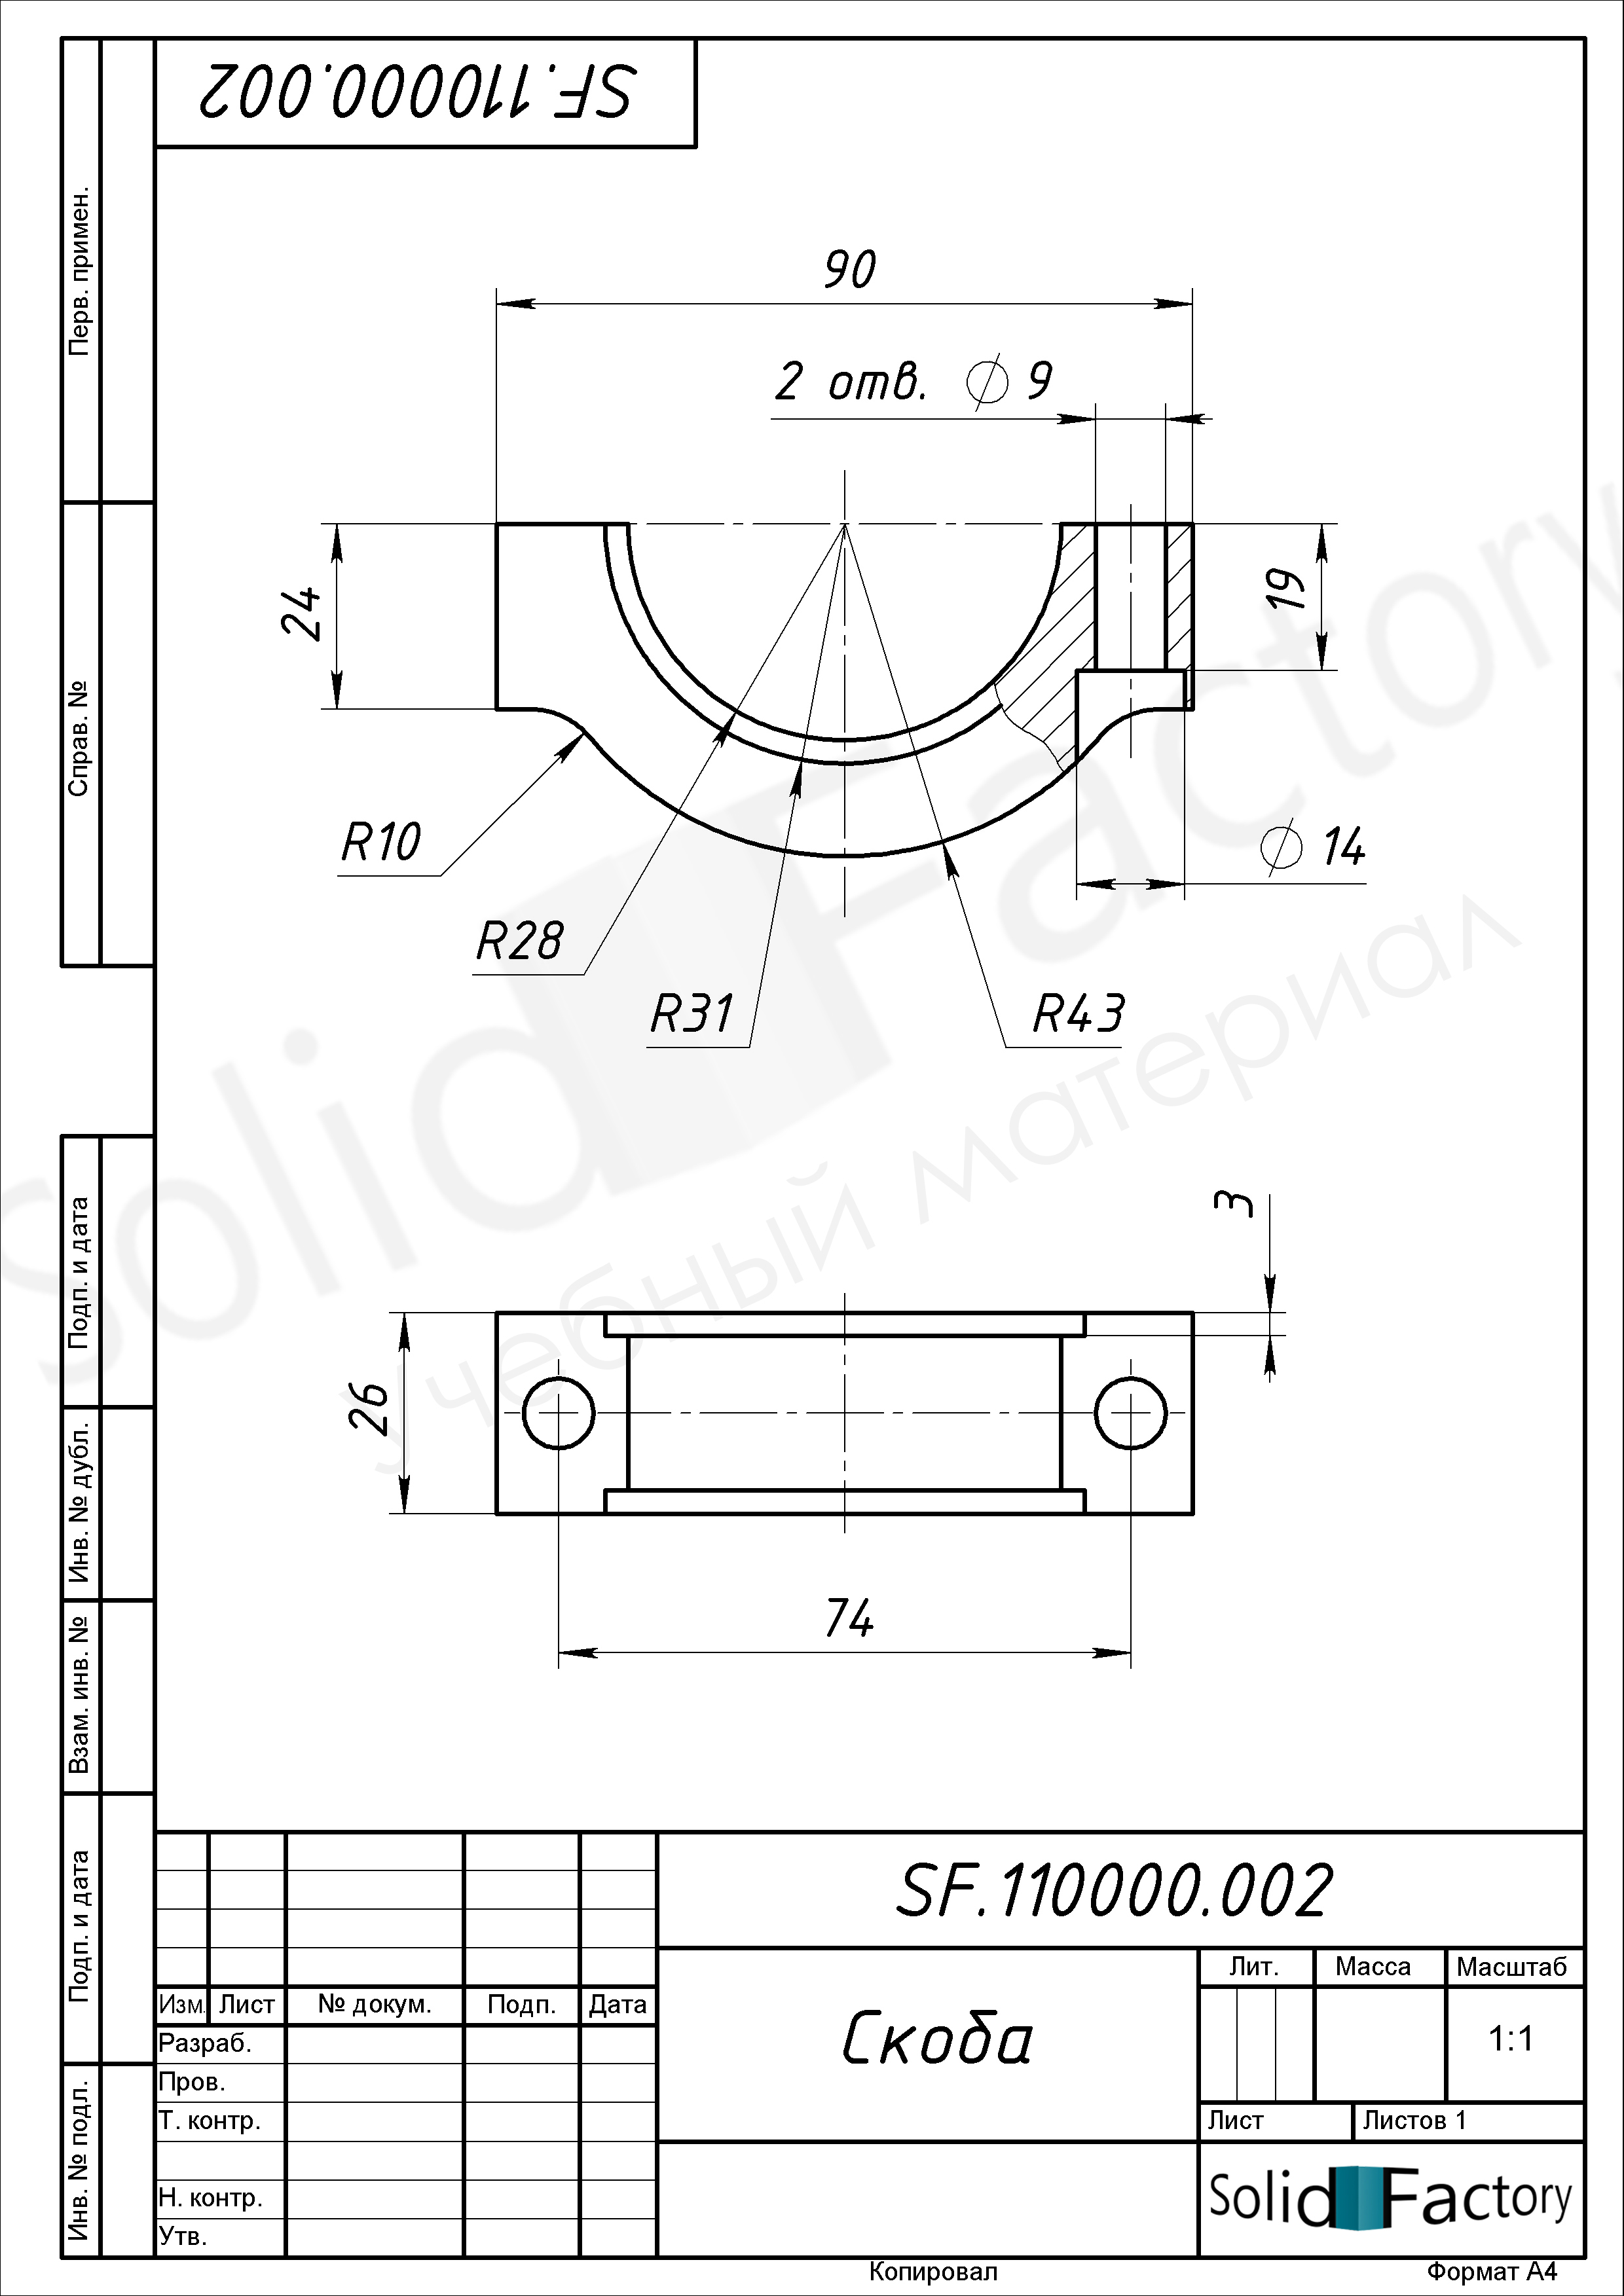 SF.110000.002
Перв. примен.
Справ. №
Подп. и дата
Инв. № дубл.
Взам. инв. №
Подп. и дата
Инв. № подл.
90
2 отв. ∅ 9
24
19
R10
∅ 14
R28
R31
R43
3
26
74
Solid Factory
Учебный материал
SF.110000.002
Лит. Масса Масштаб
Изм. Лист № докум. Подп. Дата
Разраб.
Пров.
Т. контр.
Н. контр.
Утв.
Скоба
1:1
Лист Листов 1
Solid Factory
Копировал Формат А4